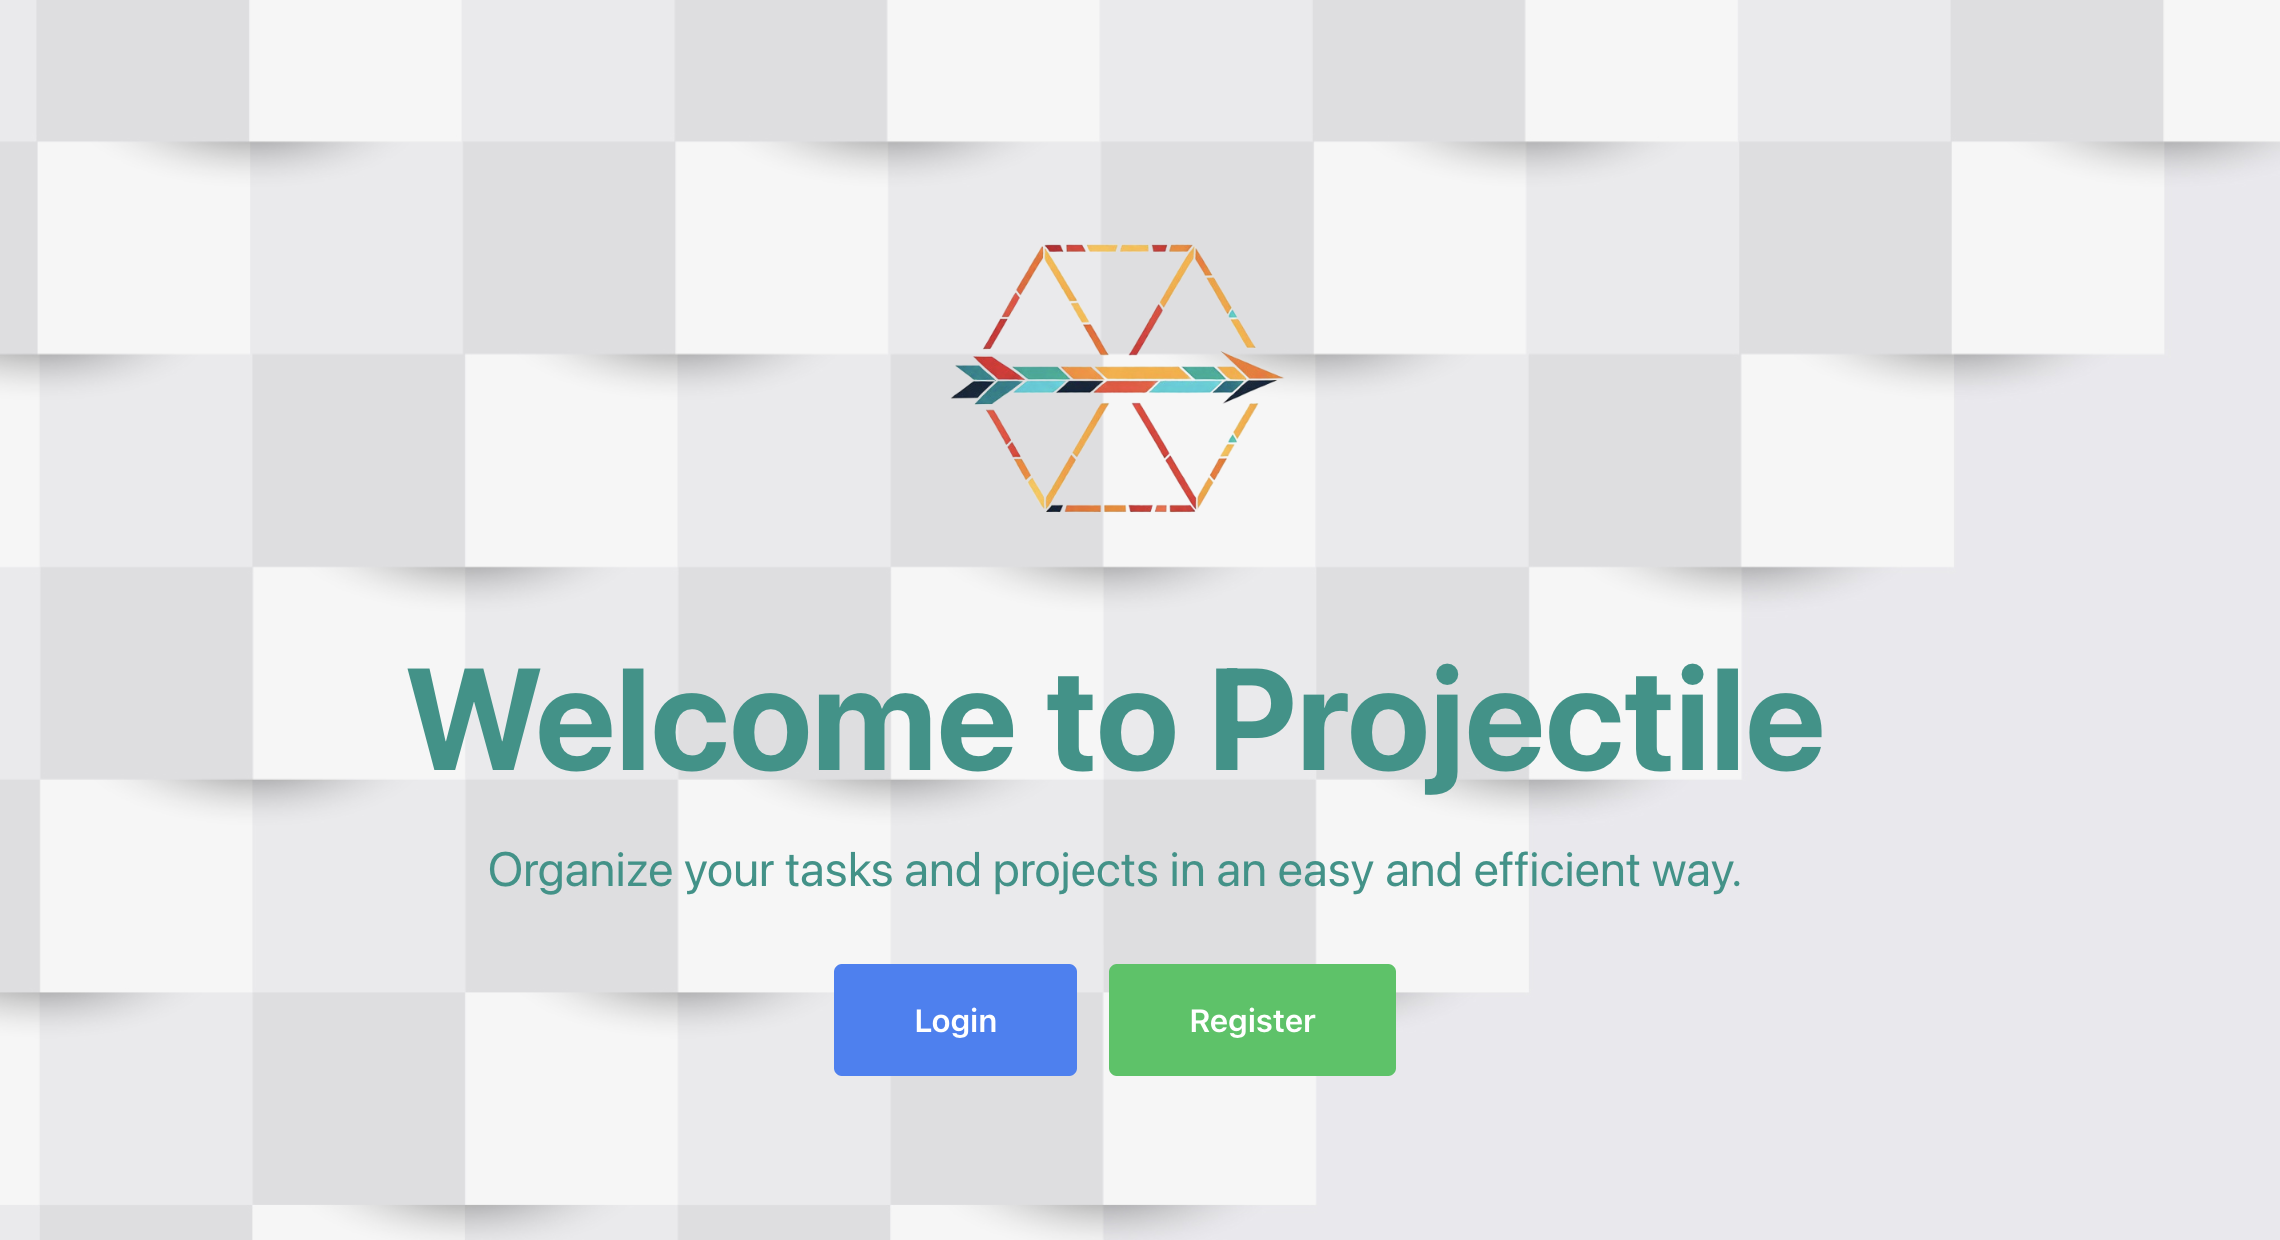 Welcome to Projectile
Organize your tasks and projects in an easy and efficient way.
Login
Register